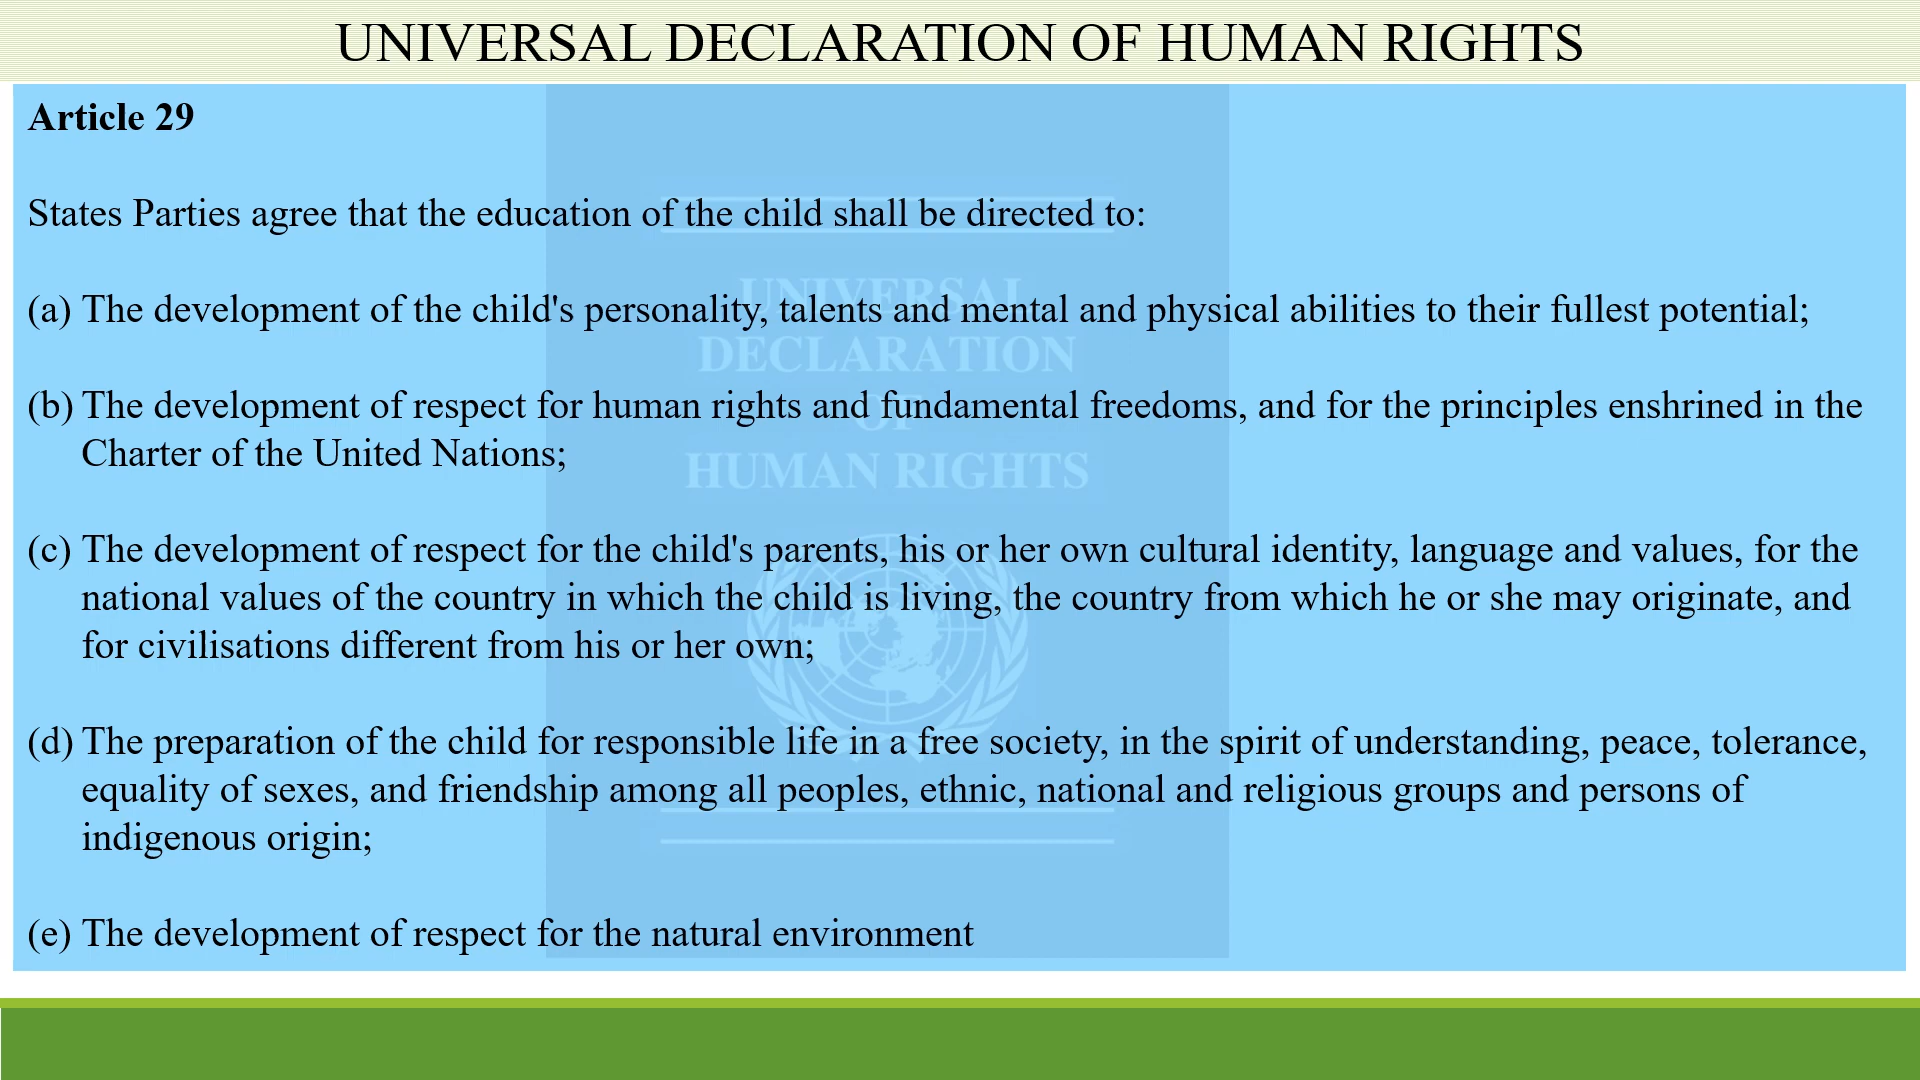 UNIVERSAL DECLARATION OF HUMAN RIGHTS
Article 29
States Parties agree that the education of the child shall be directed to:
(a) The development of the child's personality, talents and mental and physical abilities to their fullest potential;
(b) The development of respect for human rights and fundamental freedoms, and for the principles enshrined in the
Charter of the United Nations;
(c) The development of respect for the child's parents, his or her own cultural identity, language and values, for the
national values of the country in which the child is living, the country from which he or she may originate, and
for civilisations different from his or her own;
(d) The preparation of the child for responsible life in a free society, in the spirit of understanding, peace, tolerance,
equality of sexes, and friendship among all peoples, ethnic, national and religious groups and persons of
indigenous origin;
(e) The development of respect for the natural environment
UNIVERSAL
DECLARATION
OF
HUMAN RIGHTS